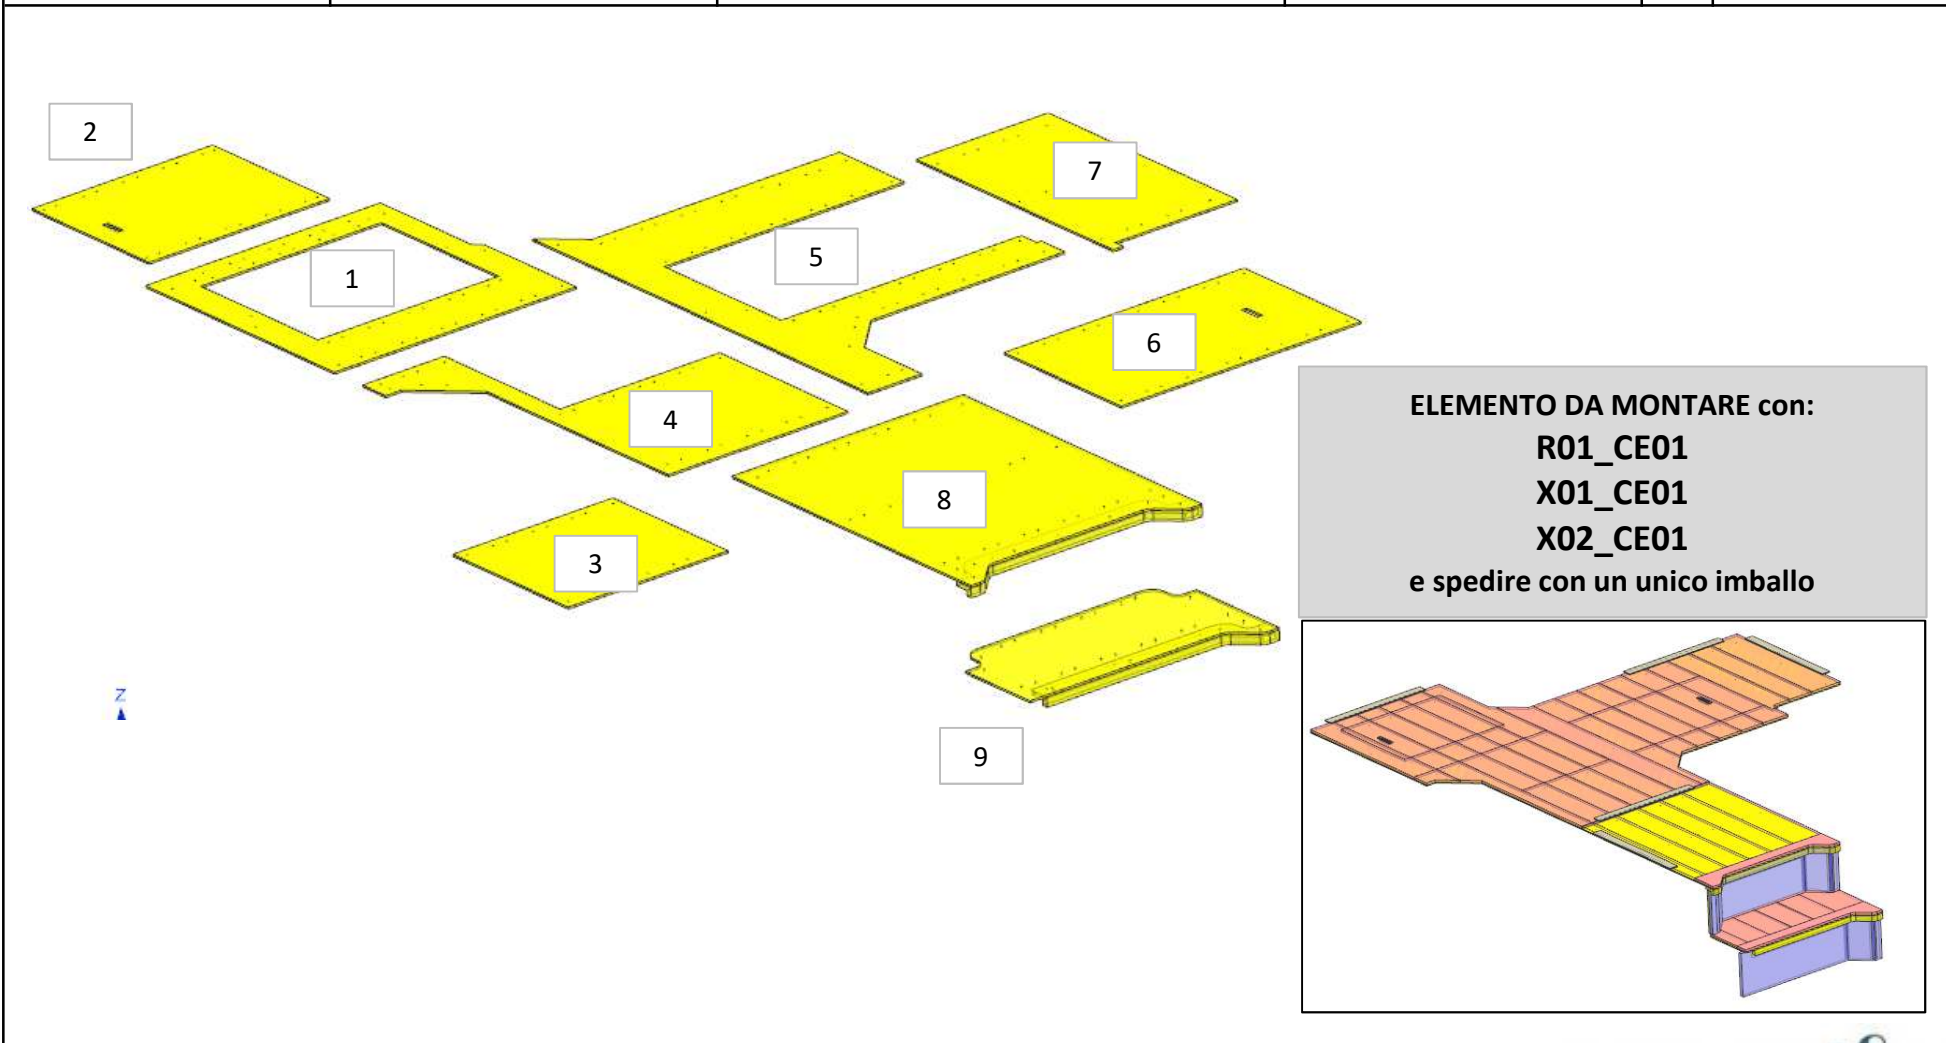 2
7
5
1
6
4
8
3
9
ELEMENTO DA MONTARE con:
R01_CE01
X01_CE01
X02_CE01
e spedire con un unico imballo
Z